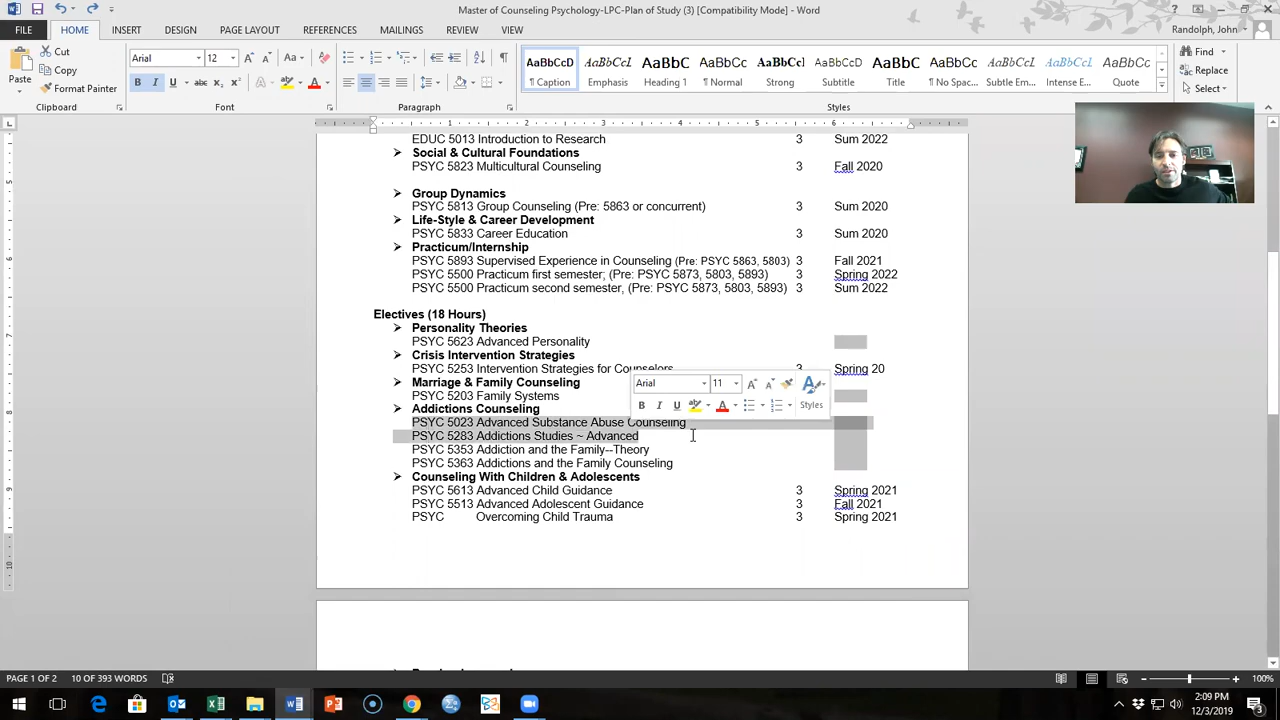 Master of Counseling Psychology-LPC-Plan of Study (3) [Compatibility Mode] - Word
FILE HOME INSERT DESIGN PAGE LAYOUT REFERENCES MAILINGS REVIEW VIEW Randolph, John
Paste
Cut
Copy
Format Painter
Clipboard
Arial 12
Font
Paragraph
AaBbCcD AaBbCcD AaBbC AaBbCc AaBbCc AaBbCcD AaBbC AaBbCcD AaBbCcD AaBbCcD AaBbCc
¶ Caption Emphasis Heading 1 ¶ Normal Strong Subtitle Title ¶ No Spac... Subtle Em... Intense E... Quote
Styles
Find
Replace
Select
Editing
EDUC 5013 Introduction to Research 3 Sum 2022
Social & Cultural Foundations
PSYC 5823 Multicultural Counseling 3 Fall 2020
Group Dynamics
PSYC 5813 Group Counseling (Pre: 5863 or concurrent) 3 Sum 2020
Life-Style & Career Development
PSYC 5833 Career Education 3 Sum 2020
Practicum/Internship
PSYC 5893 Supervised Experience in Counseling (Pre: PSYC 5863, 5803) 3 Fall 2021
PSYC 5500 Practicum first semester; (Pre: PSYC 5873, 5803, 5893) 3 Spring 2022
PSYC 5500 Practicum second semester, (Pre: PSYC 5873, 5803, 5893) 3 Sum 2022
Electives (18 Hours)
Personality Theories
PSYC 5623 Advanced Personality
Crisis Intervention Strategies
PSYC 5253 Intervention Strategies for Counselors 3 Spring 20
Marriage & Family Counseling
PSYC 5203 Family Systems
Arial 11
Styles
Addictions Counseling
PSYC 5023 Advanced Substance Abuse Counseling
PSYC 5283 Addictions Studies ~ Advanced
PSYC 5353 Addiction and the Family--Theory
PSYC 5363 Addictions and the Family Counseling
Counseling With Children & Adolescents
PSYC 5613 Advanced Child Guidance 3 Spring 2021
PSYC 5513 Advanced Adolescent Guidance 3 Fall 2021
PSYC Overcoming Child Trauma 3 Spring 2021
PAGE 1 OF 2 10 OF 393 WORDS 100%
2:09 PM
12/3/2019